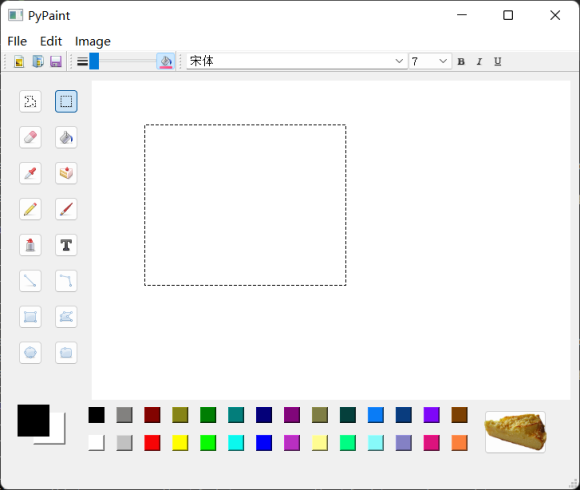 PyPaint
FIle Edit Image
宋体 7 B I U
T